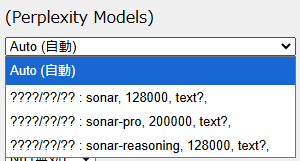 (Perplexity Models)
Auto (自動)
Auto (自動)
????/??/?? : sonar, 128000, text?,
????/??/?? : sonar-pro, 200000, text?,
????/??/?? : sonar-reasoning, 128000, text?,